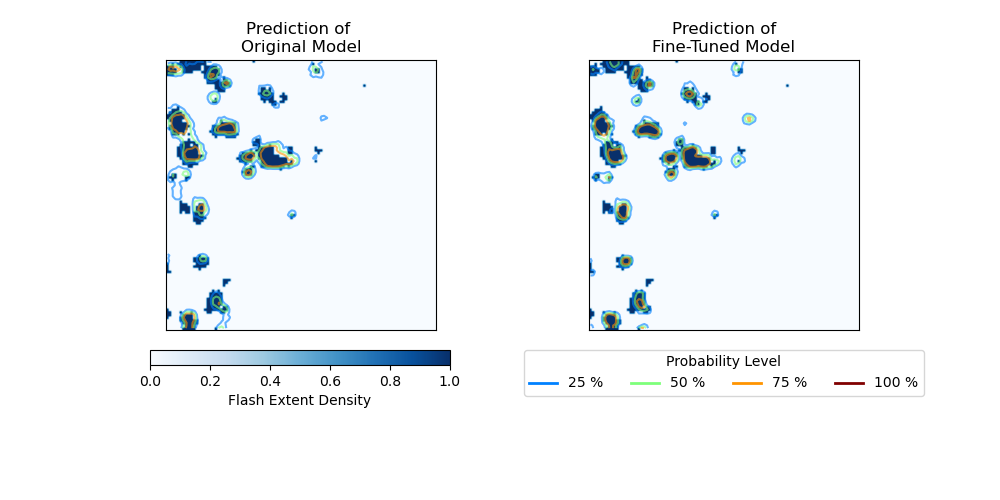 Prediction of
Original Model
Prediction of
Fine-Tuned Model
0.0 0.2 0.4 0.6 0.8 1.0
Flash Extent Density
Probability Level
25 % 50 % 75 % 100 %